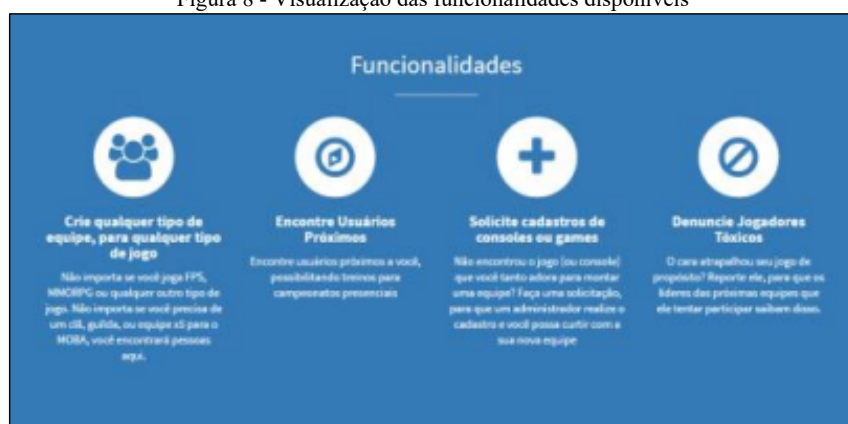 Figura 8 - Visualização das funcionalidades disponíveis
Funcionalidades
Crie qualquer tipo de
equipe, para qualquer tipo
de jogo
Não importa se você joga FPS,
MMORPG ou qualquer outro tipo de
jogo. Não importa se você precisa de
um clã, guilda, ou equipe x5 para o
MOBA, você encontrará pessoas
aqui.
Encontre Usuários
Próximos
Encontre usuários próximos a você,
possibilitando treinos para
campeonatos presenciais
Solicite cadastros de
consoles ou games
Não encontrou o jogo (ou console)
que você tanto adora para montar
uma equipe? Faça uma solicitação,
para que um administrador realize o
cadastro e você possa curtir com a
sua nova equipe
Denuncie Jogadores
Tóxicos
O cara atrapalhou seu jogo de
propósito? Reporte ele, para que os
líderes das próximas equipes que
ele tentar participar saibam disso.